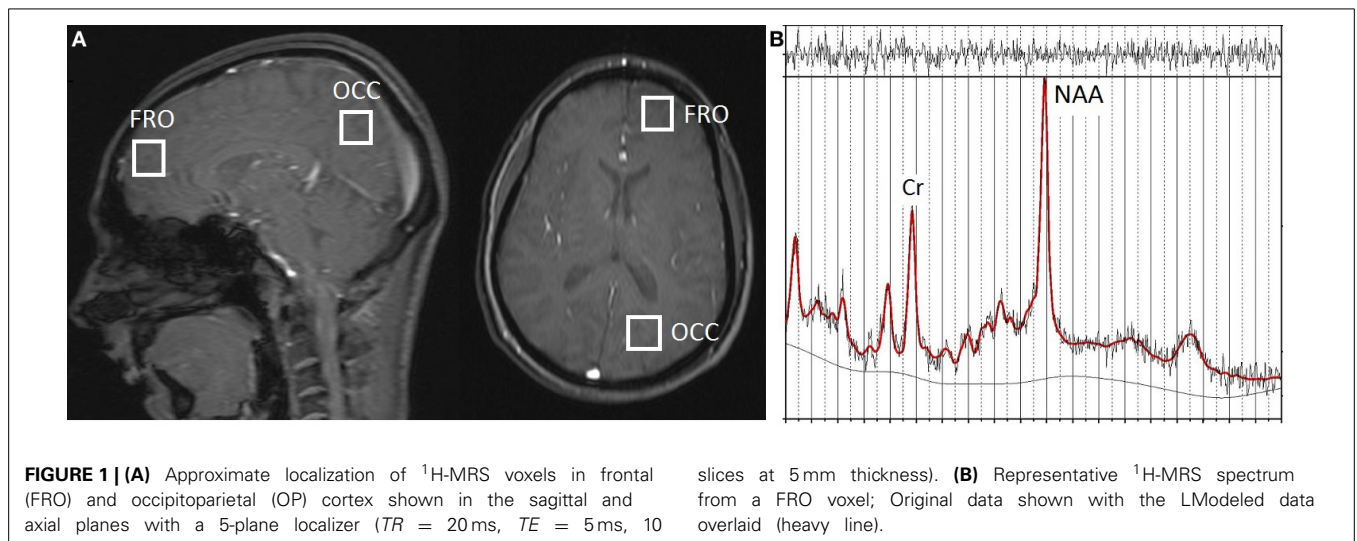 A
FRO
OCC
FRO
OCC
B
NAA
Cr
FIGURE 1 | (A) Approximate localization of ¹H-MRS voxels in frontal
(FRO) and occipitoparietal (OP) cortex shown in the sagittal and
axial planes with a 5-plane localizer (TR = 20 ms, TE = 5 ms, 10
slices at 5 mm thickness). (B) Representative ¹H-MRS spectrum
from a FRO voxel; Original data shown with the LModeled data
overlaid (heavy line).